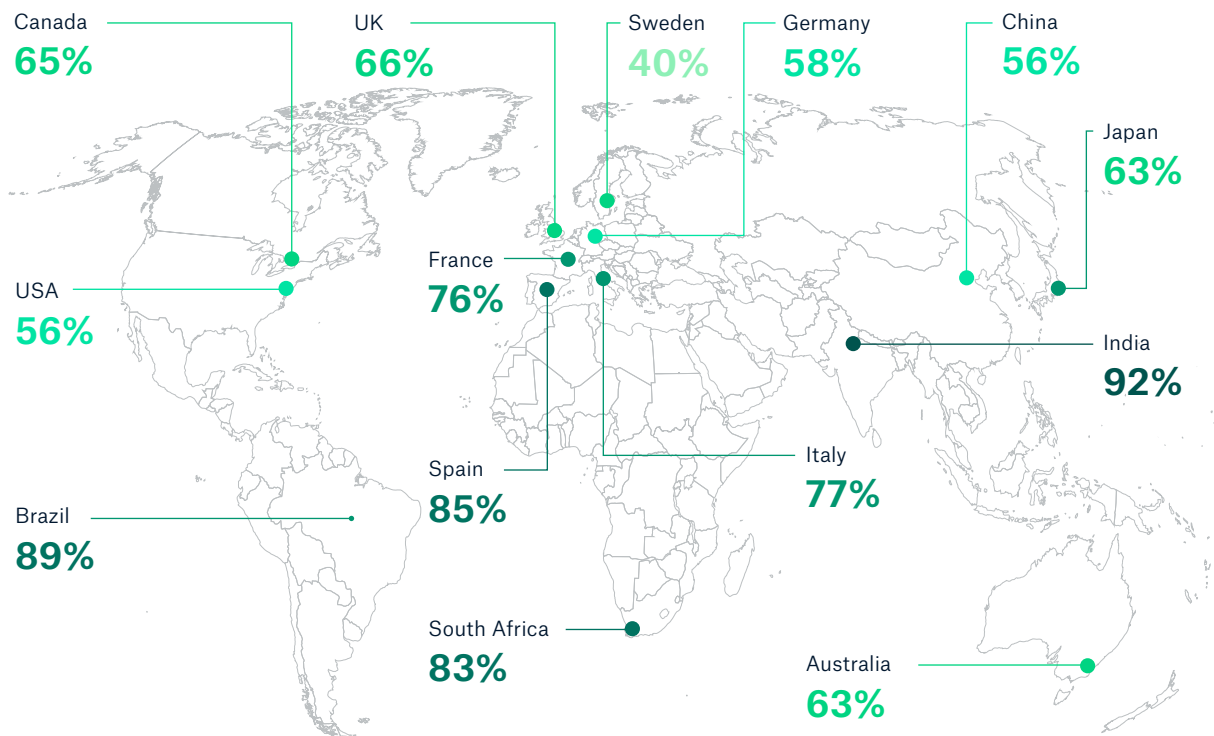 Canada
65%
UK
66%
Sweden
40%
Germany
58%
China
56%
Japan
63%
USA
56%
France
76%
India
92%
Spain
85%
Italy
77%
Brazil
89%
South Africa
83%
Australia
63%